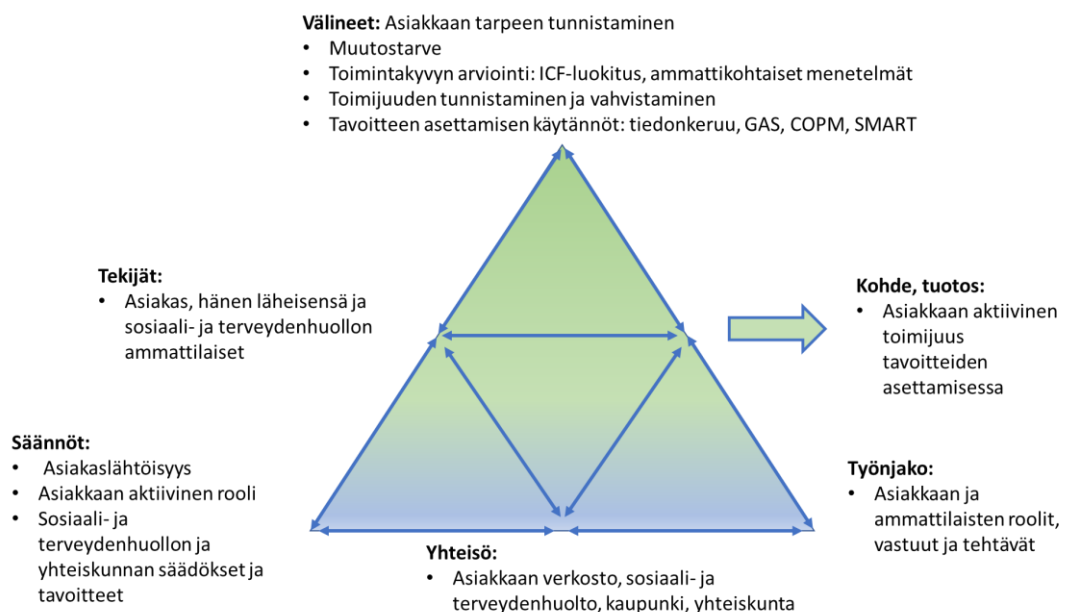 Välineet: Asiakkaan tarpeen tunnistaminen
• Muutostarve
• Toimintakyvyn arviointi: ICF-luokitus, ammattikohtaiset menetelmät
• Toimijuuden tunnistaminen ja vahvistaminen
• Tavoitteen asettamisen käytännöt: tiedonkeruu, GAS, COPM, SMART
Tekijät:
• Asiakas, hänen läheisensä ja
sosiaali- ja terveydenhuollon
ammattilaiset
Kohde, tuotos:
• Asiakkaan aktiivinen
toimijuus
tavoitteiden
asettamisessa
Säännöt:
• Asiakaslähtöisyys
• Asiakkaan aktiivinen rooli
• Sosiaali- ja
terveydenhuollon ja
yhteiskunnan säädökset ja
tavoitteet
Työnjako:
• Asiakkaan ja
ammattilaisten roolit,
vastuut ja tehtävät
Yhteisö:
• Asiakkaan verkosto, sosiaali- ja
terveydenhuolto, kaupunki, yhteiskunta